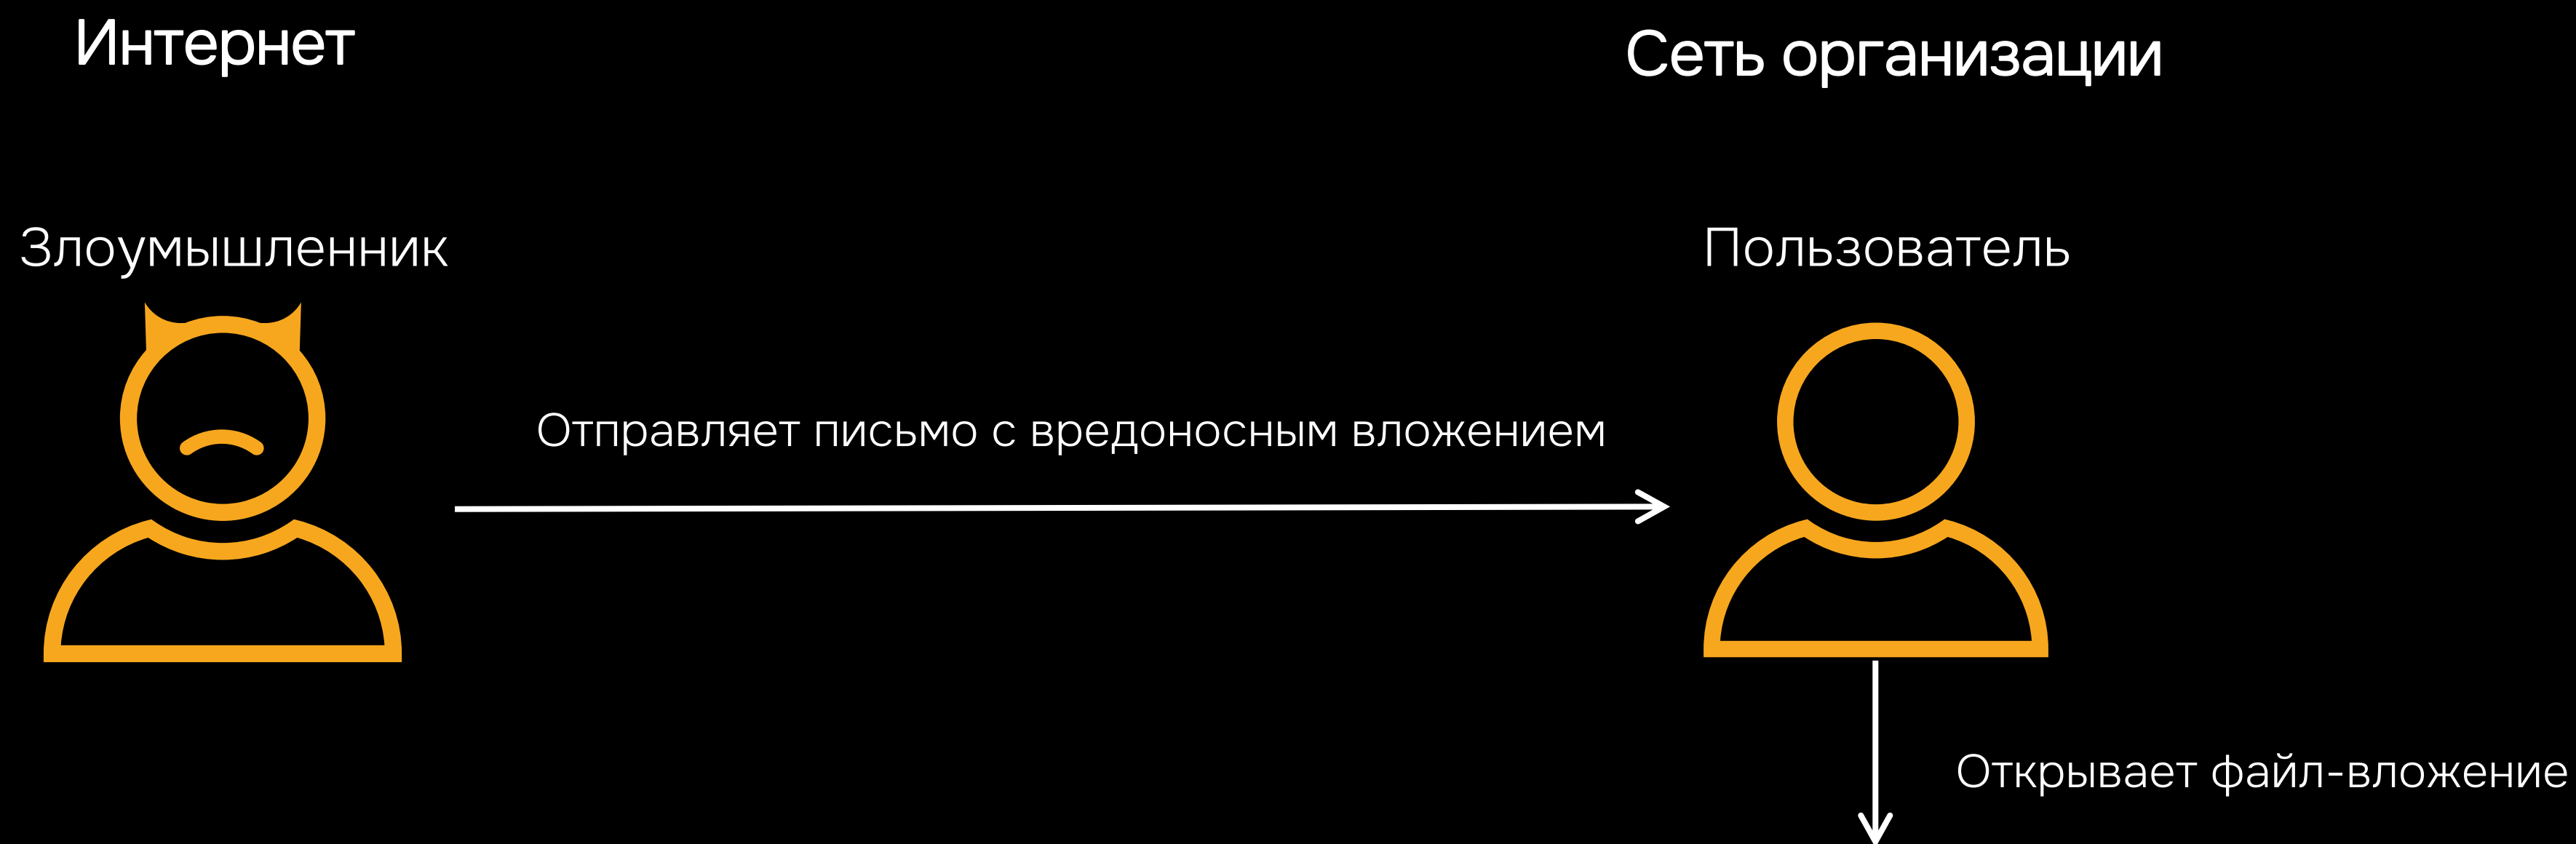 Интернет
Сеть организации
Злоумышленник
Пользователь
Отправляет письмо с вредоносным вложением
Открывает файл-вложение